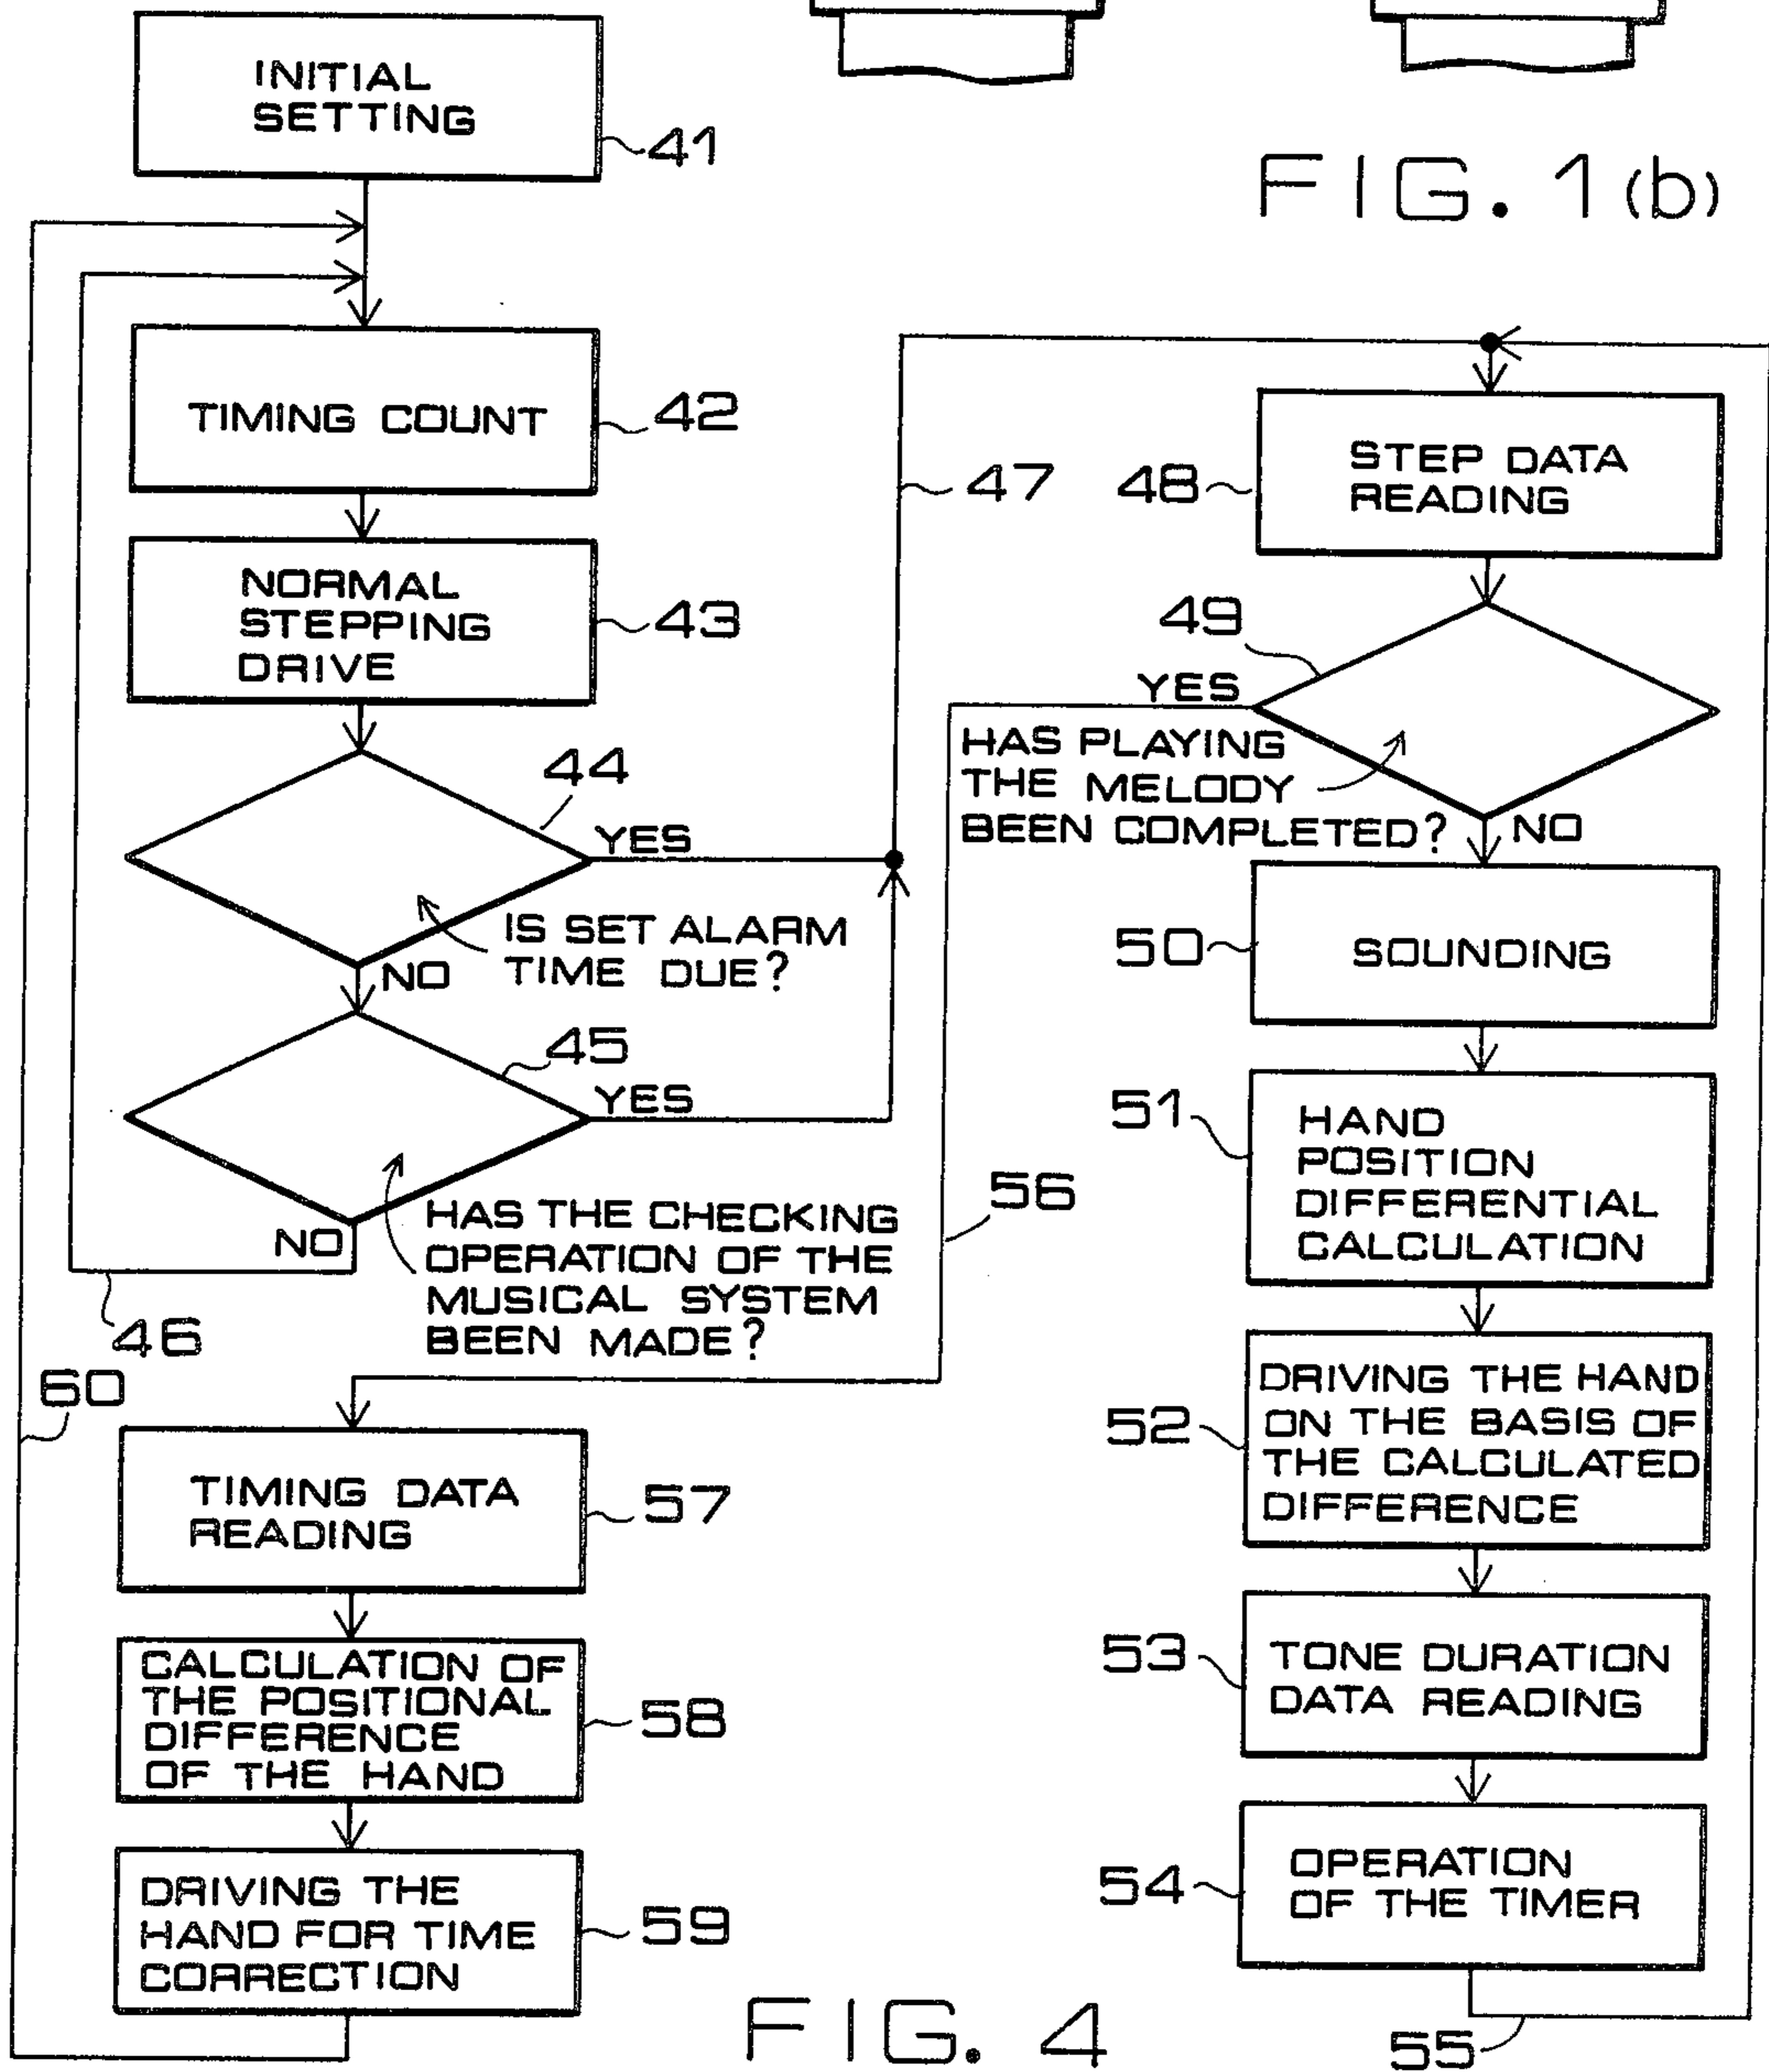 INITIAL
SETTING
41
FIG. 1 (b)
TIMING COUNT
42
NORMAL
STEPPING
DRIVE
43
44
YES
IS SET ALARM
TIME DUE?
NO
45
YES
HAS THE CHECKING
OPERATION OF THE
MUSICAL SYSTEM
BEEN MADE?
NO
46
47
48
STEP DATA
READING
49
YES
HAS PLAYING
THE MELODY
BEEN COMPLETED?
NO
50
SOUNDING
51
HAND
POSITION
DIFFERENTIAL
CALCULATION
52
DRIVING THE HAND
ON THE BASIS OF
THE CALCULATED
DIFFERENCE
53
TONE DURATION
DATA READING
54
OPERATION
OF THE TIMER
55
56
TIMING DATA
READING
57
CALCULATION OF
THE POSITIONAL
DIFFERENCE
OF THE HAND
58
DRIVING THE
HAND FOR TIME
CORRECTION
59
60
FIG. 4